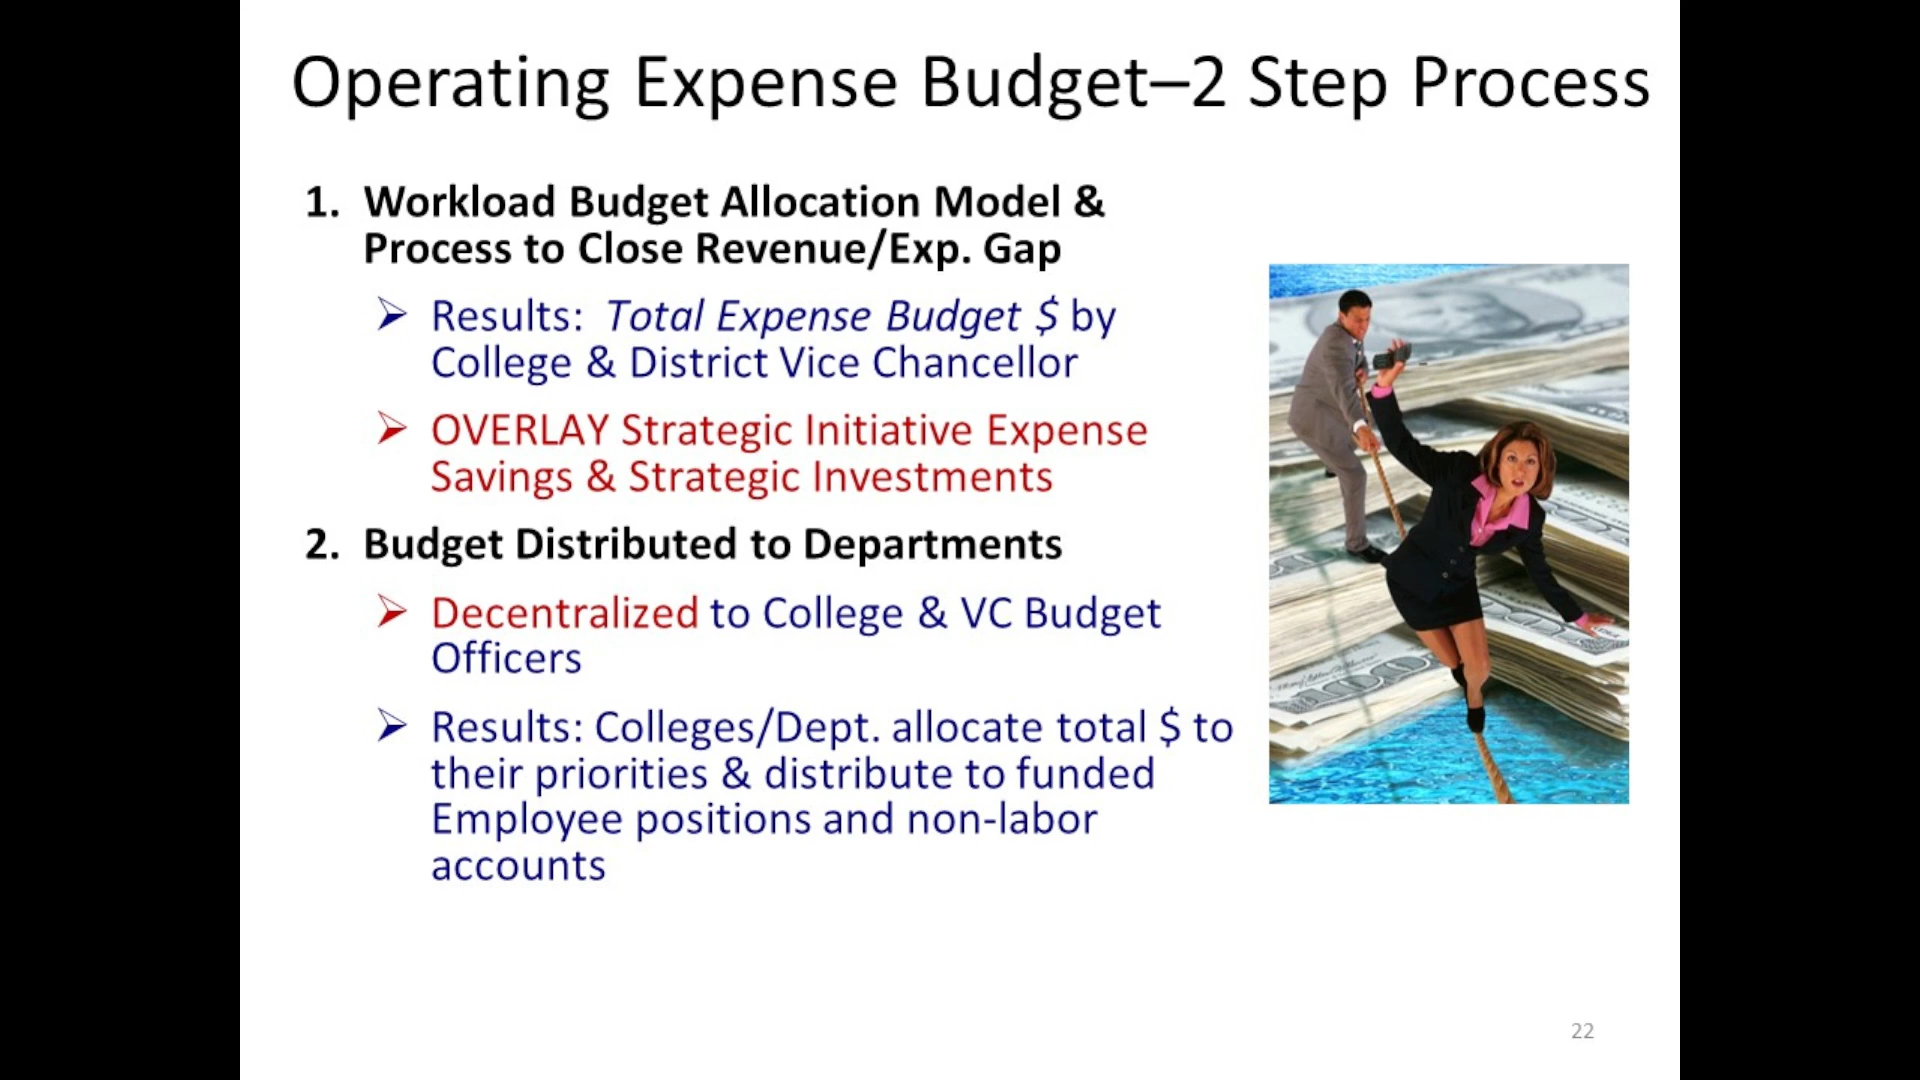 Operating Expense Budget–2 Step Process
1. Workload Budget Allocation Model &
Process to Close Revenue/Exp. Gap
Results: Total Expense Budget $ by
College & District Vice Chancellor
OVERLAY Strategic Initiative Expense
Savings & Strategic Investments
2. Budget Distributed to Departments
Decentralized to College & VC Budget
Officers
Results: Colleges/Dept. allocate total $ to
their priorities & distribute to funded
Employee positions and non-labor
accounts
100
22